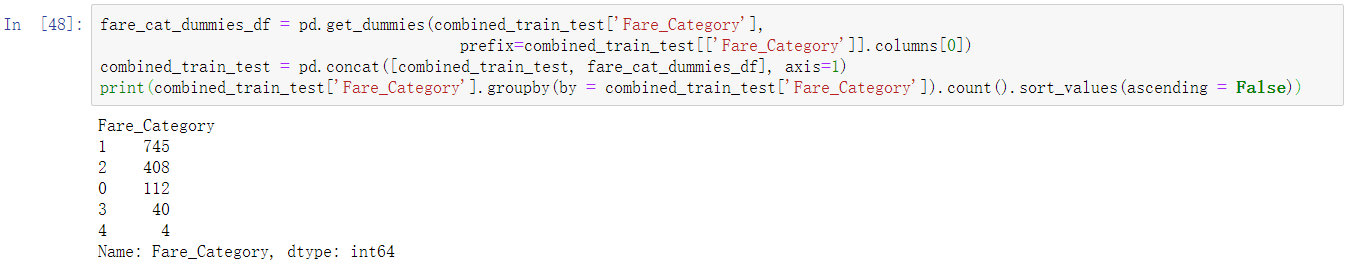 In [48]:
fare_cat_dummies_df = pd.get_dummies(combined_train_test['Fare_Category'],
prefix=combined_train_test[['Fare_Category']].columns[0])
combined_train_test = pd.concat([combined_train_test, fare_cat_dummies_df], axis=1)
print(combined_train_test['Fare_Category'].groupby(by = combined_train_test['Fare_Category']).count().sort_values(ascending = False))
Fare_Category
1    745
2    408
0    112
3     40
4      4
Name: Fare_Category, dtype: int64